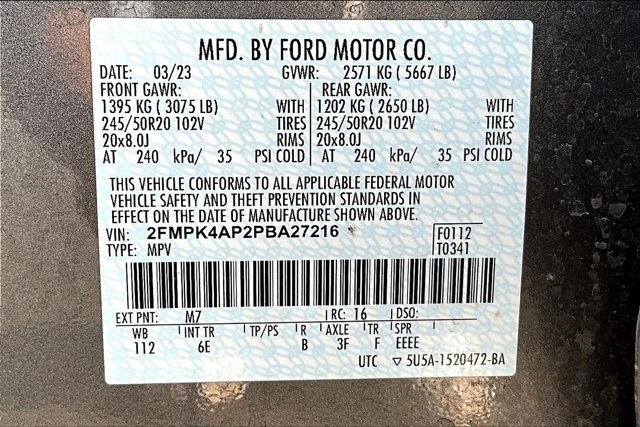 MFD. BY FORD MOTOR CO.
DATE: 03/23 GVWR: 2571 KG ( 5667 LB)
FRONT GAWR: REAR GAWR:
1395 KG ( 3075 LB) WITH 1202 KG ( 2650 LB) WITH
245/50R20 102V TIRES 245/50R20 102V TIRES
20x8.0J RIMS 20x8.0J RIMS
AT 240 kPa/ 35 PSI COLD AT 240 kPa/ 35 PSI COLD
THIS VEHICLE CONFORMS TO ALL APPLICABLE FEDERAL MOTOR
VEHICLE SAFETY AND THEFT PREVENTION STANDARDS IN
EFFECT ON THE DATE OF MANUFACTURE SHOWN ABOVE.
VIN: 2FMPK4AP2PBA27216 F0112
TYPE: MPV T0341
EXT PNT: M7 RC: 16 DSO:
WB INT TR TP/PS R AXLE TR SPR
112 6E B 3F F EEEE
UTC ▽ 5U5A-1520472-BA